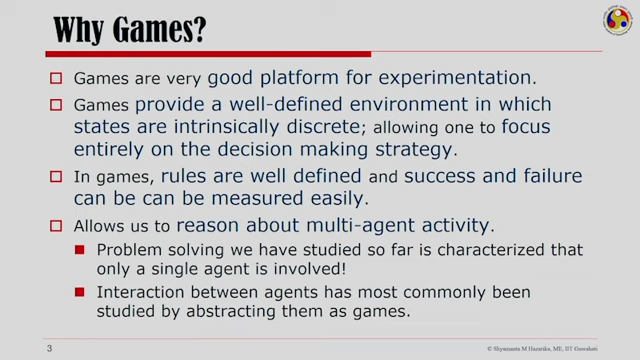 Why Games?
Games are very good platform for experimentation.
Games provide a well-defined environment in which
states are intrinsically discrete; allowing one to focus
entirely on the decision making strategy.
In games, rules are well defined and success and failure
can be can be measured easily.
Allows us to reason about multi-agent activity.
Problem solving we have studied so far is characterized that
only a single agent is involved!
Interaction between agents has most commonly been
studied by abstracting them as games.
3
© Shyamanta M Hazarika, ME, IIT Guwahati